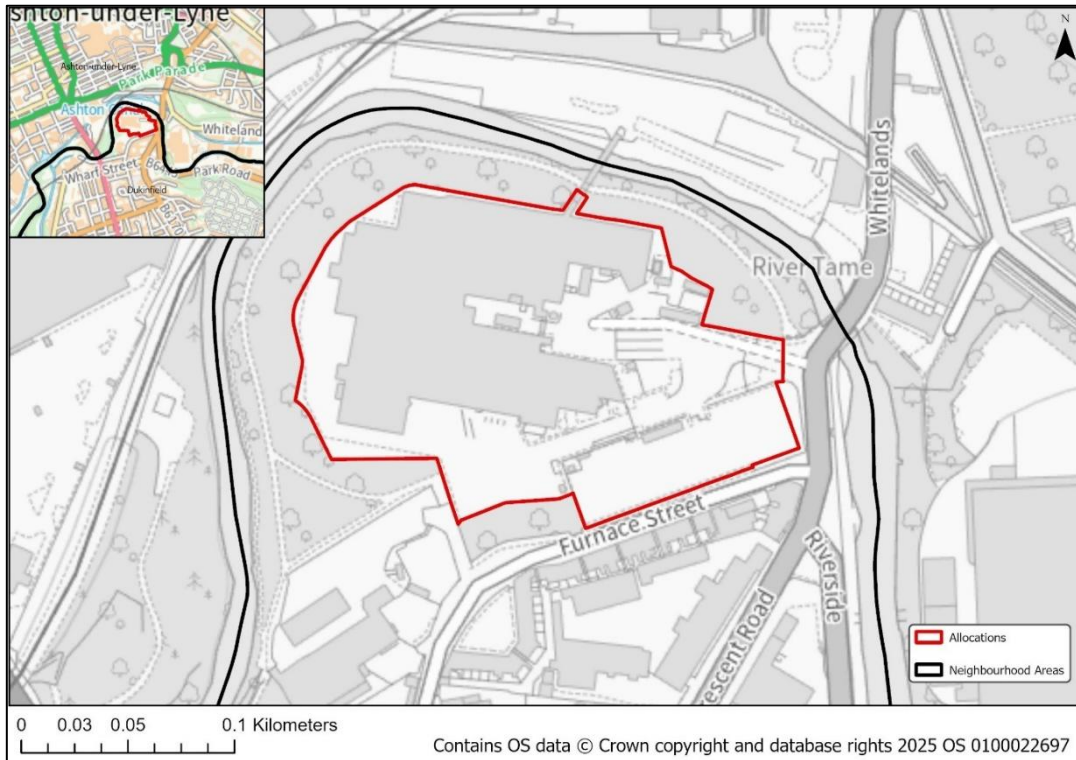 shton-under-Lyne
Ashton-under-Lyne
Park Parade
Ashton
Whiteland
Wharf Street
Park Road
Dukinfield
N
Whitelands
River Tame
Furnace Street
Riverside
escent Road
Allocations
Neighbourhood Areas
0 0.03 0.05 0.1 Kilometers
Contains OS data © Crown copyright and database rights 2025 OS 0100022697